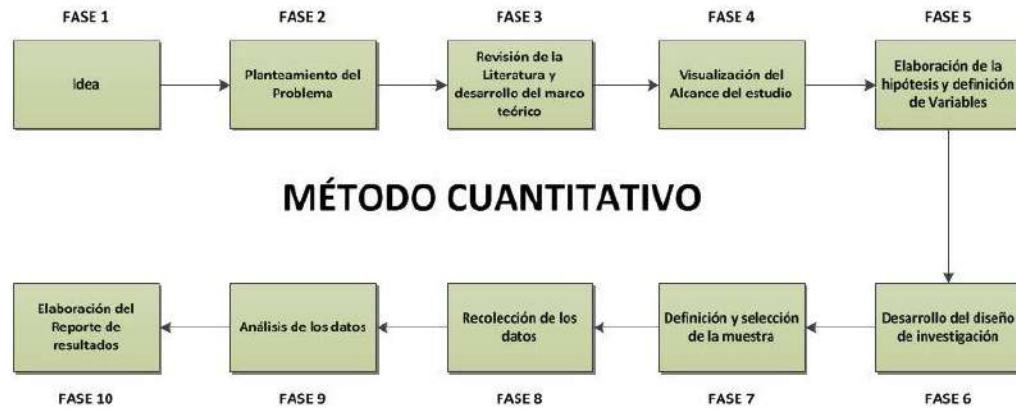 FASE 1
FASE 2
FASE 3
FASE 4
FASE 5
Idea
Planteamiento del
Problema
Revisión de la
Literatura y
desarrollo del marco
teórico
Visualización del
Alcance del estudio
Elaboración de la
hipótesis y definición
de Variables
MÉTODO CUANTITATIVO
Elaboración del
Reporte de
resultados
Análisis de los datos
Recolección de los
datos
Definición y selección
de la muestra
Desarrollo del diseño
de investigación
FASE 10
FASE 9
FASE 8
FASE 7
FASE 6